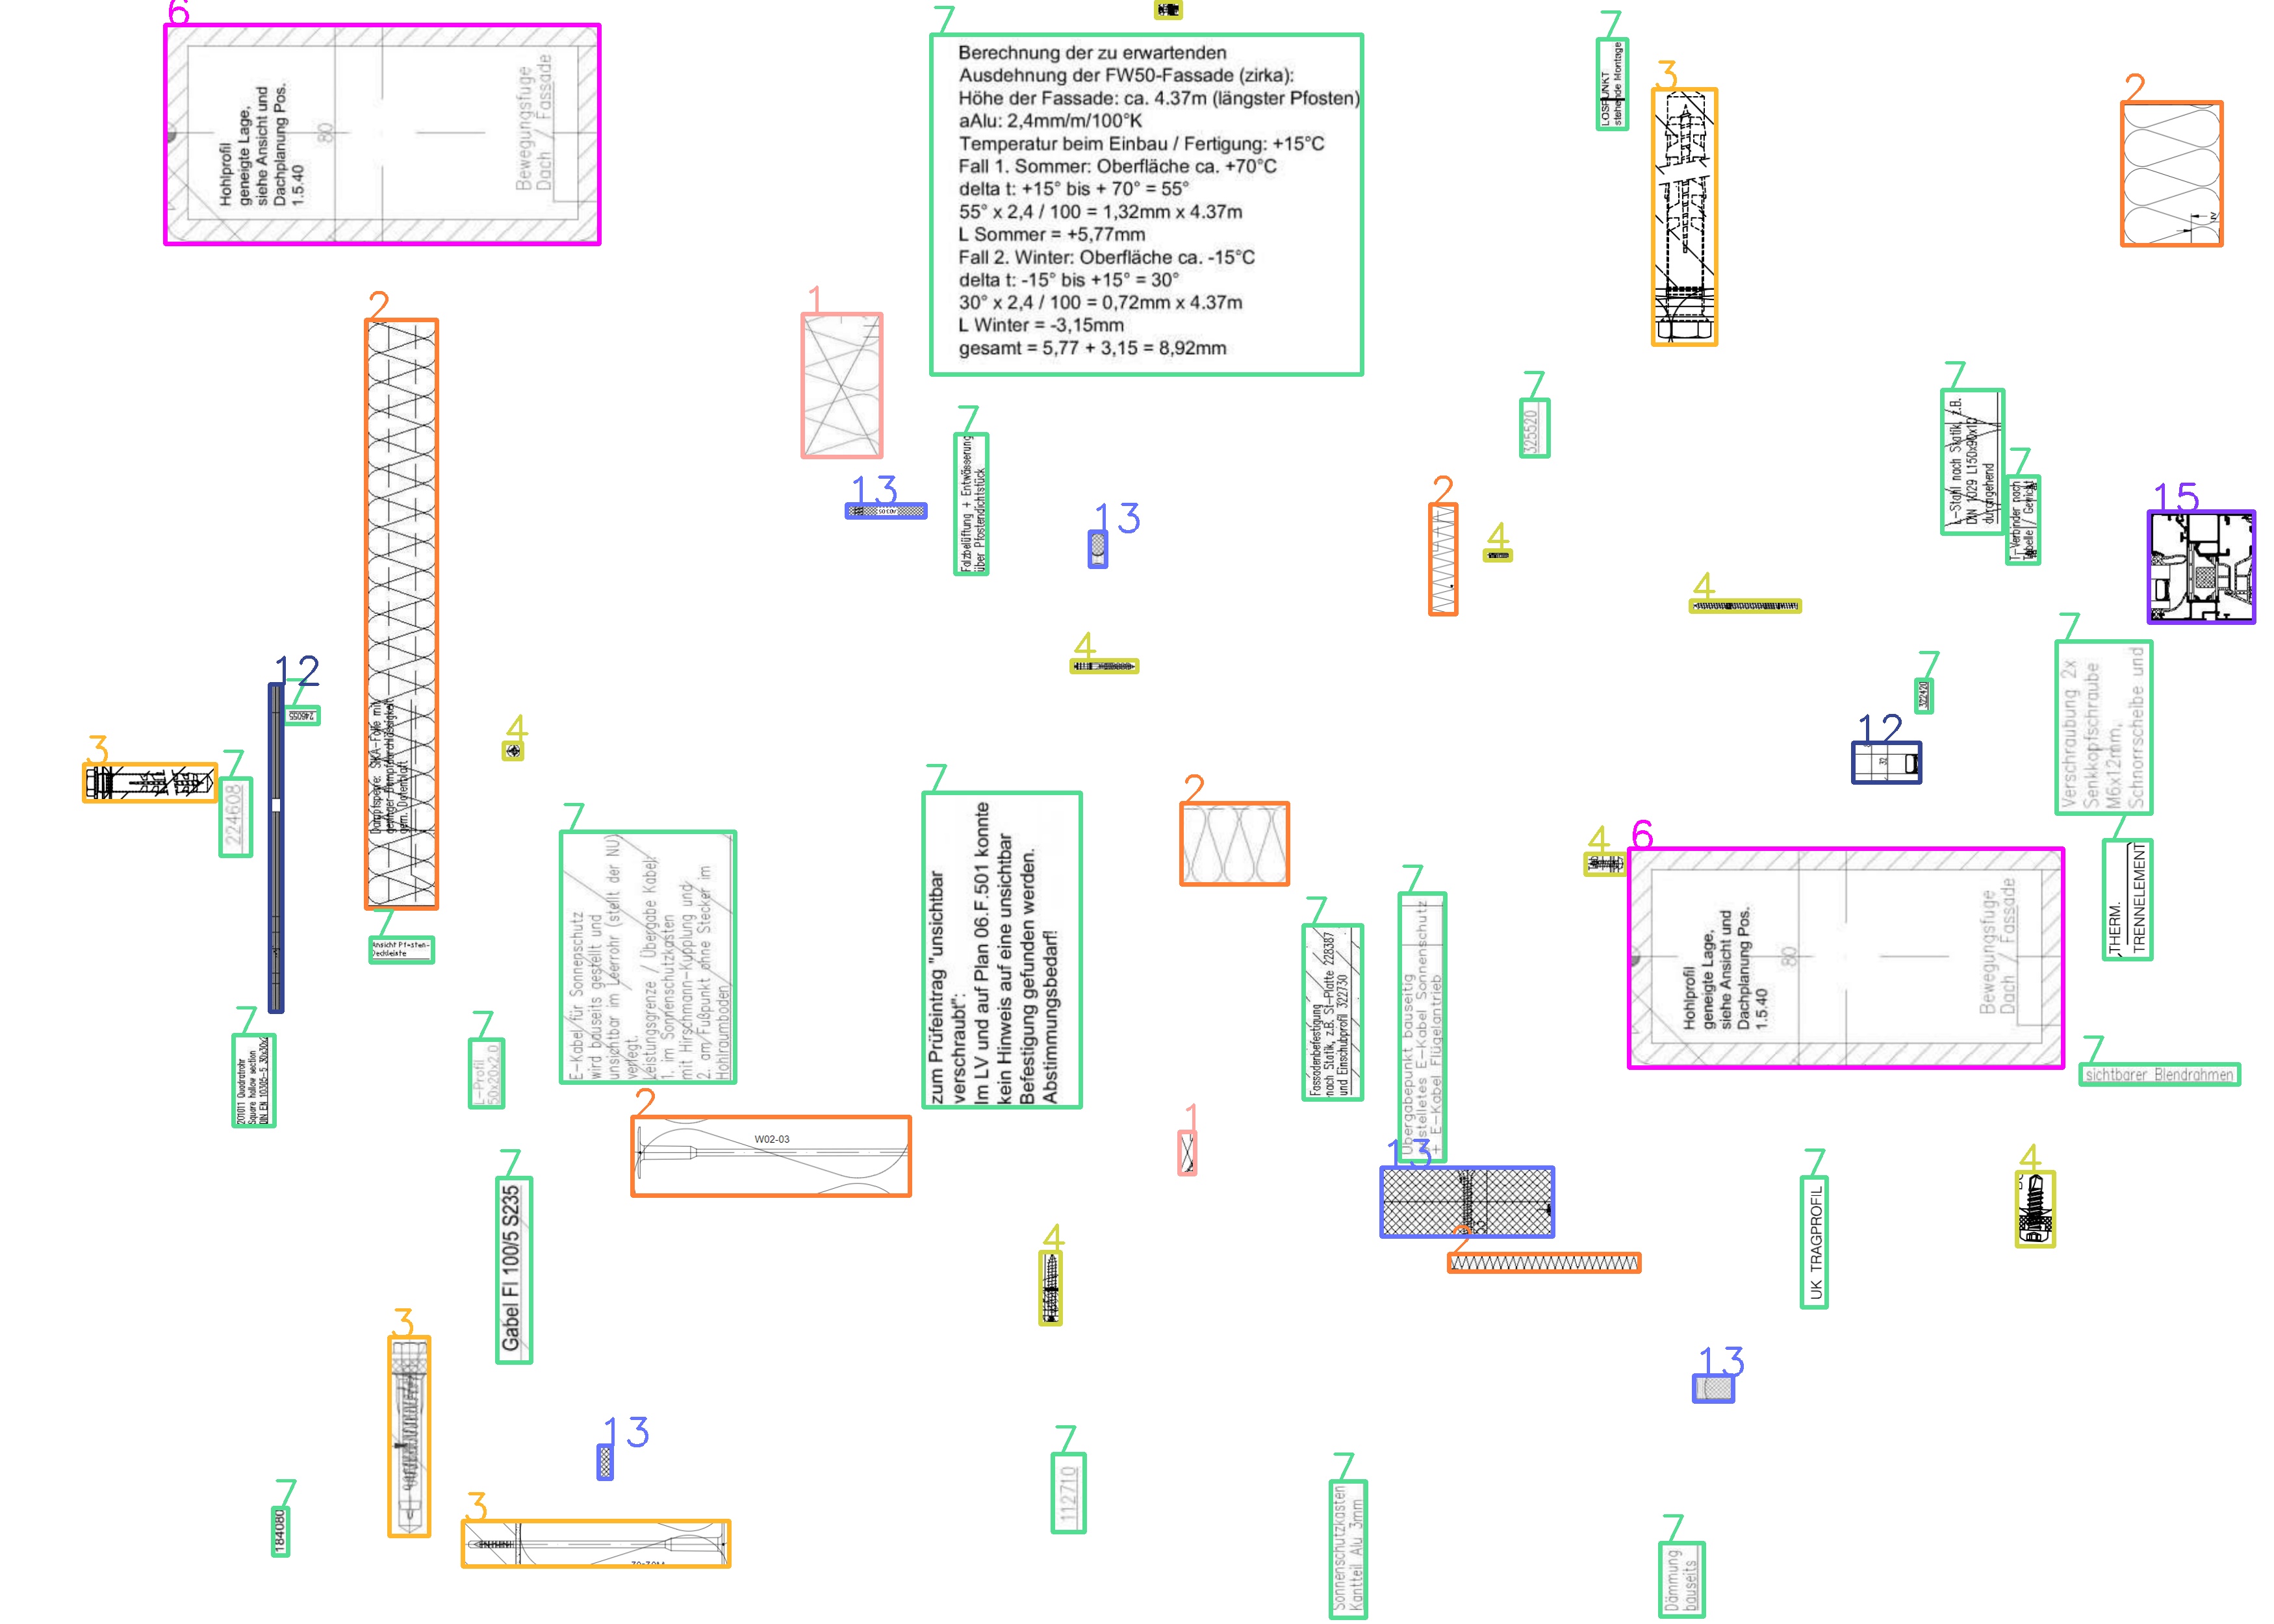 6
Hohlprofil
geneigte Lage,
siehe Ansicht und
Dachplanung Pos.
1.5.40
80
Bewegungsfuge
Dach / Fassade
7
Berechnung der zu erwartenden
Ausdehnung der FW50-Fassade (zirka):
Höhe der Fassade: ca. 4.37m (längster Pfosten)
aAlu: 2,4mm/m/100°K
Temperatur beim Einbau / Fertigung: +15°C
Fall 1. Sommer: Oberfläche ca. +70°C
delta t: +15° bis + 70° = 55°
55° x 2,4 / 100 = 1,32mm x 4.37m
L Sommer = +5,77mm
Fall 2. Winter: Oberfläche ca. -15°C
delta t: -15° bis +15° = 30°
30° x 2,4 / 100 = 0,72mm x 4.37m
L Winter = -3,15mm
gesamt = 5,77 + 3,15 = 8,92mm
7
LOSPUNKT
stehende Montage
3
2
2
1
7
325520
7
L-Stahl nach Statik, z.B.
DIN 1029 L150x90x10
durchgehend
7
Falzbelüftung + Entwässerung
über Pfostendichtstück
13
13
2
4
7
T-Verbinder nach
Tabelle / Gewicht
15
4
4
12
7
246055
7
322420
7
Verschraubung 2x
Senkkopfschraube
M6x12mm,
Schnorrscheibe und
3
7
224608
4
12
32
Dampfsperre: SIKA-Folie mit
geringer Dampfdurchlässigkeit
gem. Datenblatt
7
E-Kabel für Sonnenschutz
wird bauseits gestellt und
unsichtbar im Leerrohr (stellt der NU)
verlegt.
Leistungsgrenze / Übergabe Kabel:
1. im Sonnenschutzkasten
mit Hirschmann-Kupplung und
2. am Fußpunkt ohne Stecker im
Hohlraumboden
7
zum Prüfeintrag "unsichtbar
verschraubt":
Im LV und auf Plan 06.F.501 konnte
kein Hinweis auf eine unsichtbar
Befestigung gefunden werden.
Abstimmungsbedarf!
2
4
6
Hohlprofil
geneigte Lage,
siehe Ansicht und
Dachplanung Pos.
1.5.40
80
Bewegungsfuge
Dach / Fassade
7
THERM.
TRENNELEMENT
7
Ansicht Pfosten-
Deckleiste
7
Fassadenbefestigung
nach Statik, z.B. St-Platte 228387
und Einschubprofil 322730
7
Übergabepunkt bauseitig
gestelltes E-Kabel Sonnenschutz
+ E-Kabel Flügelantrieb
7
201011 Quadratrohr
Square hollow section
DIN EN 10305-5 30x30x2
7
L-Profil
50x20x2.0
7
sichtbarer Blendrahmen
2
W02-03
1
13
2
7
Gabel Fl 100/5 S235
7
UK TRAGPROFIL
4
4
3
13
13
7
184080
3
7
112710
7
Sonnenschutzkasten
Kantteil Alu 3mm
7
Dämmung
bauseits